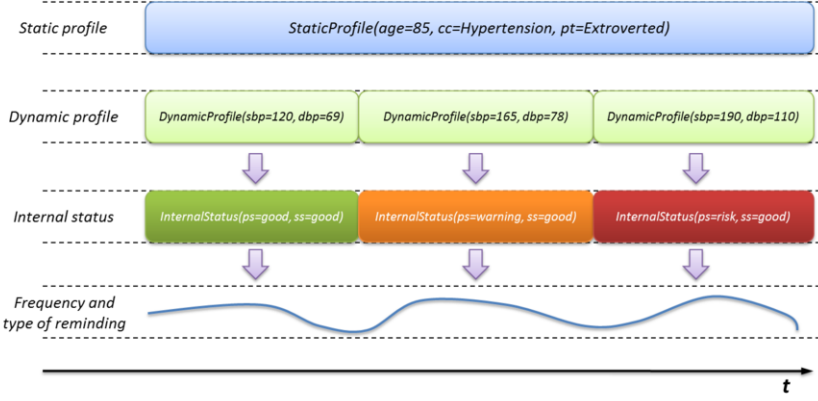 Static profile
StaticProfile(age=85, cc=Hypertension, pt=Extroverted)
Dynamic profile
DynamicProfile(sbp=120, dbp=69)
DynamicProfile(sbp=165, dbp=78)
DynamicProfile(sbp=190, dbp=110)
Internal status
InternalStatus(ps=good, ss=good)
InternalStatus(ps=warning, ss=good)
InternalStatus(ps=risk, ss=good)
Frequency and
type of reminding
t